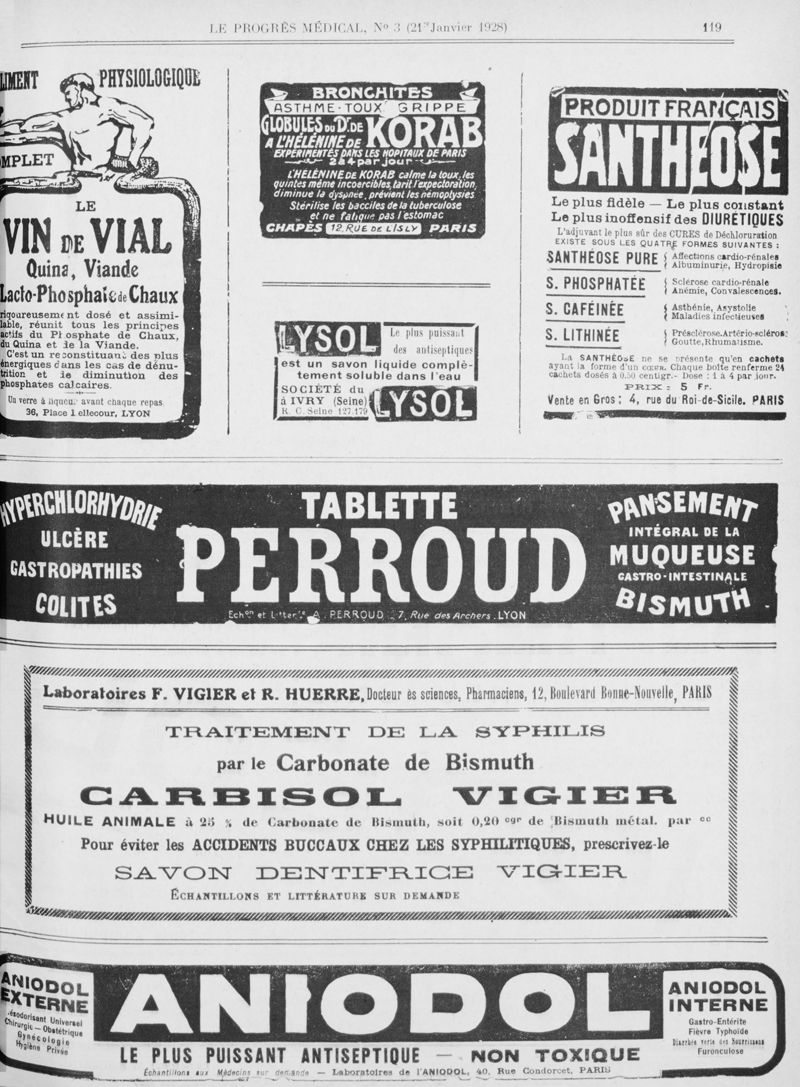 LE PROGRÈS MÉDICAL, No 3 (21 Janvier 1928)
119
PHYSIOLOGIQUE
LE
VIN DE VIAL
Quina, Viande
Lacto-Phosphate de Chaux
rigoureusement dosé et assimi-
lable, réunit tous les principes
actifs du Phosphate de Chaux,
du Quina et de la Viande.
C'est un reconstituant des plus
énergiques dans les cas de dénu-
trition et de diminution des
phosphates calcaires.
Un verre à liqueur avant chaque repas.
36, Place Bellecour, LYON
BRONCHITES
ASTHME·TOUX GRIPPE
GLOBULES DU Dr. DE KORAB
A L'HÉLÉNINE DE
EXPÉRIMENTÉS DANS LES HOPITAUX DE PARIS
2 à 4 par jour
L'HÉLÉNINE DE KORAB calme la toux, les
quintes même incoercibles, tarit l'expectoration,
diminue la dyspnée, prévient les hémoptysies
Stérilise les bacilles de la tuberculose
et ne fatigue pas l'estomac
CHAPÈS 12, RUE DE L'ISLY PARIS
LYSOL
Le plus puissant
des antiseptiques
est un savon liquide complè-
tement soluble dans l'eau
SOCIÉTÉ du
à IVRY (Seine)
R. C. Seine 127.179
LYSOL
PRODUIT FRANÇAIS
SANTHÉOSE
Le plus fidèle — Le plus constant
Le plus inoffensif des DIURÉTIQUES
L'adjuvant le plus sûr des CURES de Déchloruration
EXISTE SOUS LES QUATRE FORMES SUIVANTES :
SANTHÉOSE PURE { Affections cardio-rénales
Albuminurie, Hydropisie
S. PHOSPHATÉE { Sclérose cardio-rénale
Anémie, Convalescences.
S. CAFÉINÉE { Asthénie, Asystolie
Maladies infectieuses
S. LITHINÉE { Présclérose, Artério-sclérose
Goutte, Rhumatisme.
La SANTHÉOSE ne se présente qu'en cachets
ayant la forme d'un cœur. Chaque boîte renferme 24
cachets dosés à 0.50 centigr. - Dose : 1 à 4 par jour.
PRIX : 5 Fr.
Vente en Gros : 4, rue du Roi-de-Sicile. PARIS
HYPERCHLORHYDRIE
ULCÈRE
GASTROPATHIES
COLITES
TABLETTE
PERROUD
Échon et Littérre A. PERROUD, 7, Rue des Archers. LYON
PANSEMENT
INTÉGRAL DE LA
MUQUEUSE
GASTRO-INTESTINALE
BISMUTH
Laboratoires F. VIGIER et R. HUERRE, Docteur ès sciences, Pharmaciens, 12, Boulevard Bonne-Nouvelle, PARIS
TRAITEMENT DE LA SYPHILIS
par le Carbonate de Bismuth
CARBISOL VIGIER
HUILE ANIMALE à 25 % de Carbonate de Bismuth, soit 0,20 cgr de Bismuth métal. par cc
Pour éviter les ACCIDENTS BUCCAUX CHEZ LES SYPHILITIQUES, prescrivez-le
SAVON DENTIFRICE VIGIER
ÉCHANTILLONS ET LITTÉRATURE SUR DEMANDE
ANIODOL
EXTERNE
Désodorisant Universel
Chirurgie - Obstétrique
Gynécologie
Hygiène Privée
ANIODOL
LE PLUS PUISSANT ANTISEPTIQUE — NON TOXIQUE
Échantillons aux Médecins sur demande — Laboratoires de l'ANIODOL, 40, Rue Condorcet, PARIS
ANIODOL
INTERNE
Gastro-Entérite
Fièvre Typhoïde
Diarrhée verte des Nourrissons
Furonculose